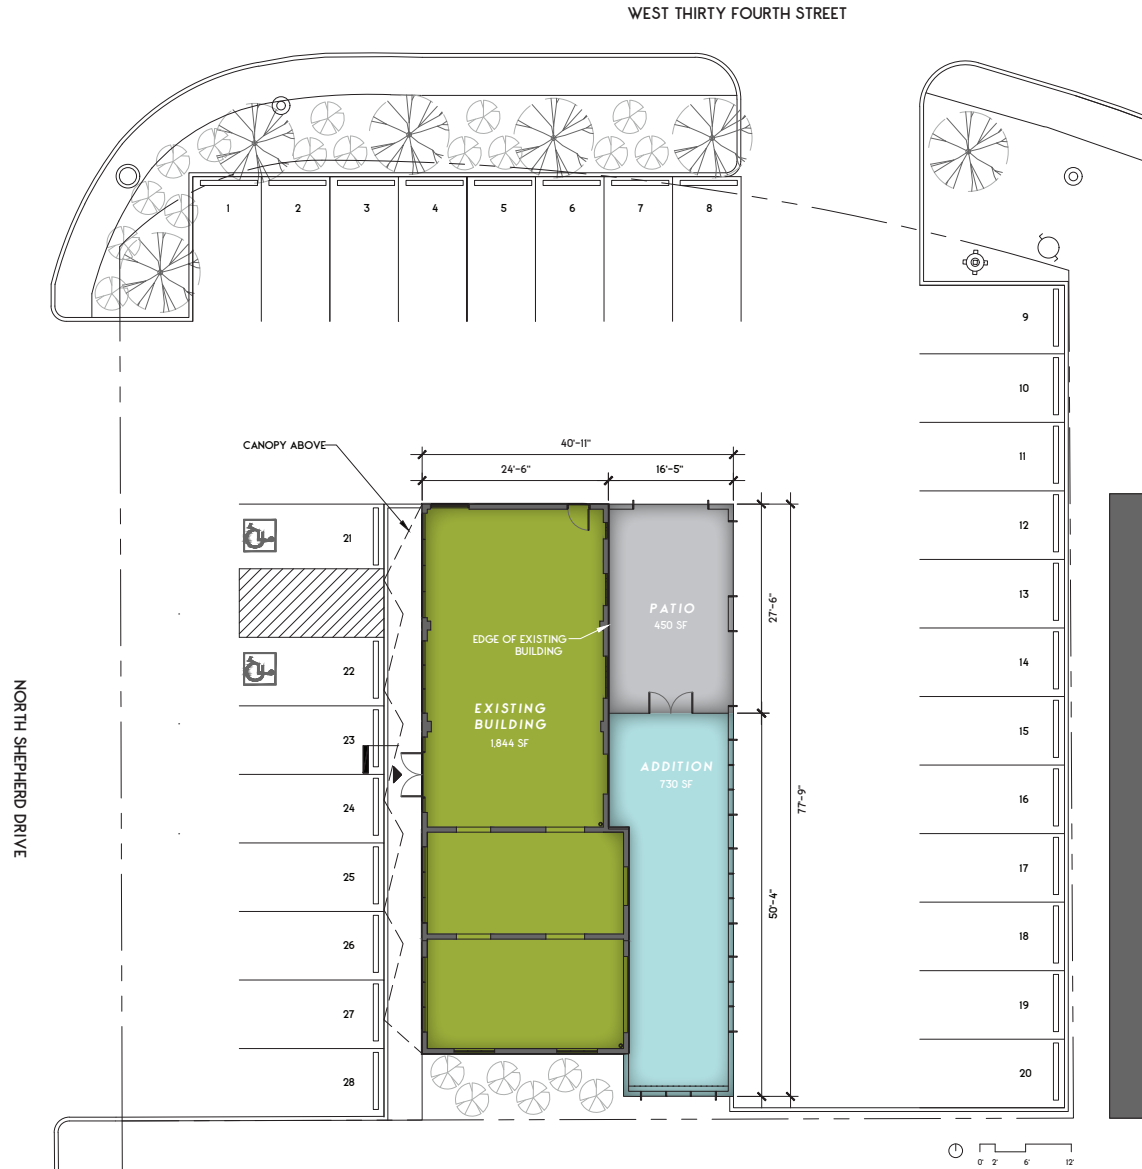 WEST THIRTY FOURTH STREET
1 2 3 4 5 6 7 8
9
10
11
12
13
14
15
16
17
18
19
20
CANOPY ABOVE
40'-11"
24'-6" 16'-5"
21
22
23
24
25
26
27
28
EDGE OF EXISTING
BUILDING
EXISTING
BUILDING
1,844 SF
PATIO
450 SF
ADDITION
730 SF
27'-6"
77'-9"
50'-4"
NORTH SHEPHERD DRIVE
0' 2' 6' 12'